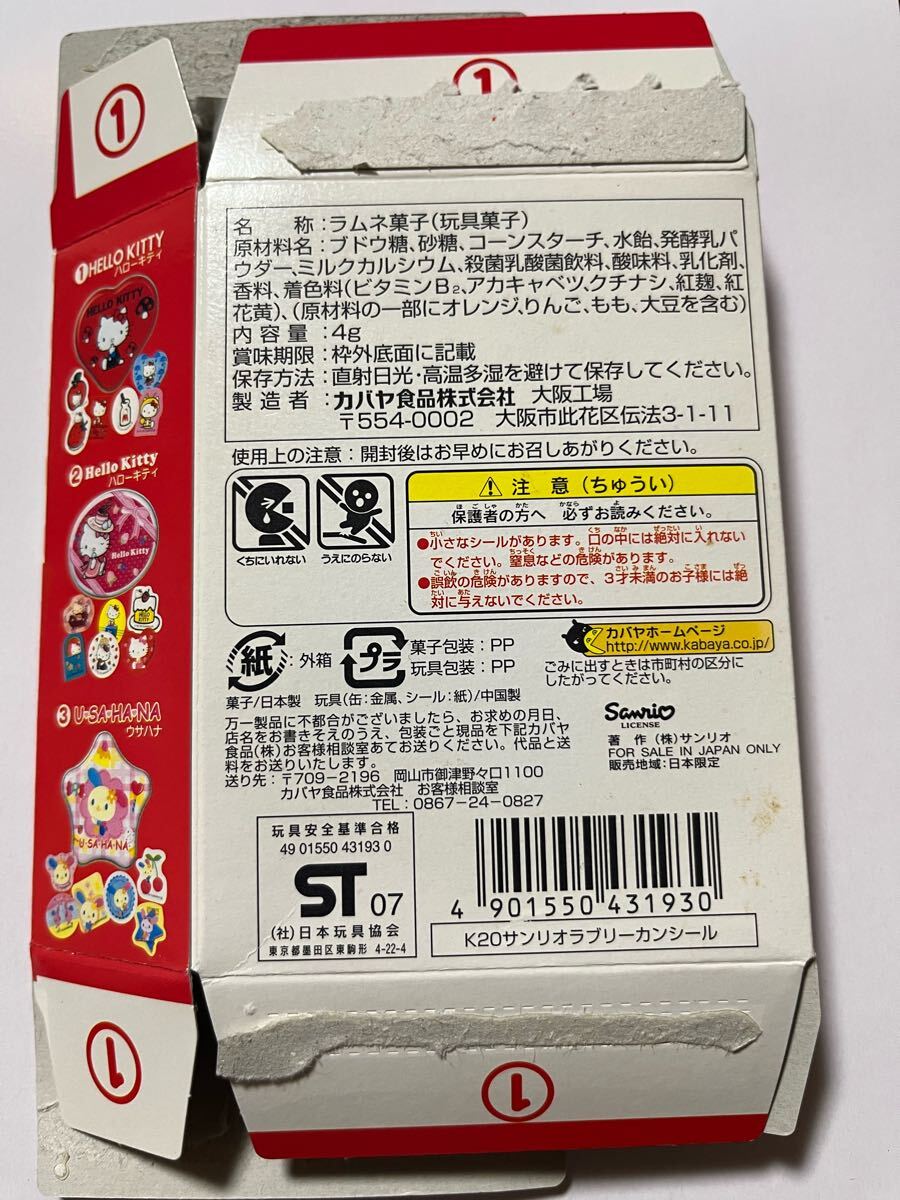 1
1
1 HELLO KITTY
ハローキティ
HELLO KITTY
2 Hello Kitty
ハローキティ
Hello Kitty
3 U・SA・HA・NA
ウサハナ
U・SA・HA・NA
1
名　称：ラムネ菓子（玩具菓子）
原材料名：ブドウ糖、砂糖、コーンスターチ、水飴、発酵乳パ
ウダー、ミルクカルシウム、殺菌乳酸菌飲料、酸味料、乳化剤、
香料、着色料（ビタミンB₂、アカキャベツ、クチナシ、紅麹、紅
花黄）、（原材料の一部にオレンジ、りんご、もも、大豆を含む）
内容量：4g
賞味期限：枠外底面に記載
保存方法：直射日光・高温多湿を避けて保存してください。
製造者：カバヤ食品株式会社　大阪工場
〒554-0002　大阪市此花区伝法3-1-11
使用上の注意：開封後はお早めにお召しあがりください。
くちにいれない
うえにのらない
注意（ちゅうい）
保護者の方へ　必ずお読みください。
●小さなシールがあります。口の中には絶対に入れない
でください。窒息などの危険があります。
●誤飲の危険がありますので、3才未満のお子様には絶
対に与えないでください。
紙：外箱
プラ
菓子包装：PP
玩具包装：PP
カバヤホームページ
http://www.kabaya.co.jp/
ごみに出すときは市町村の区分に
したがってください。
菓子/日本製　玩具（缶：金属、シール：紙）/中国製
万一製品に不都合がございましたら、お求めの月日、
店名をお書きそえのうえ、包装ごと現品を下記カバヤ
食品（株）お客様相談室あてお送りください。代品と送
料をお送りいたします。
送り先：〒709-2196　岡山市御津野々口1100
カバヤ食品株式会社　お客様相談室
TEL：0867-24-0827
Sanrio
LICENSE
著　作　（株）サンリオ
FOR SALE IN JAPAN ONLY
販売地域：日本限定
玩具安全基準合格
49 01550 43193 0
ST 07
（社）日本玩具協会
東京都墨田区東駒形　4-22-4
4 901550 431930
K20サンリオラブリーカンシール
1
1